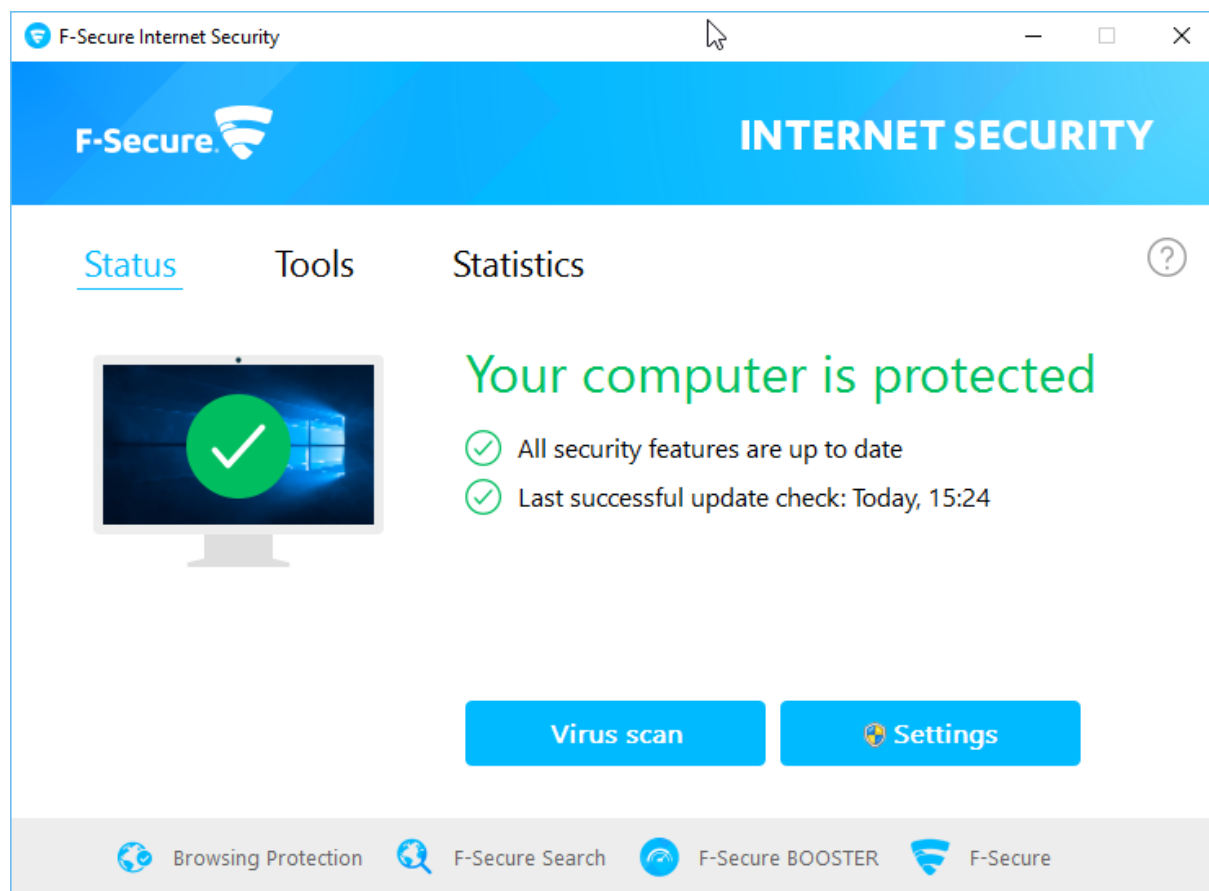 F-Secure Internet Security
F-Secure.
INTERNET SECURITY
Status Tools Statistics ?
Your computer is protected
All security features are up to date
Last successful update check: Today, 15:24
Virus scan Settings
Browsing Protection F-Secure Search F-Secure BOOSTER F-Secure